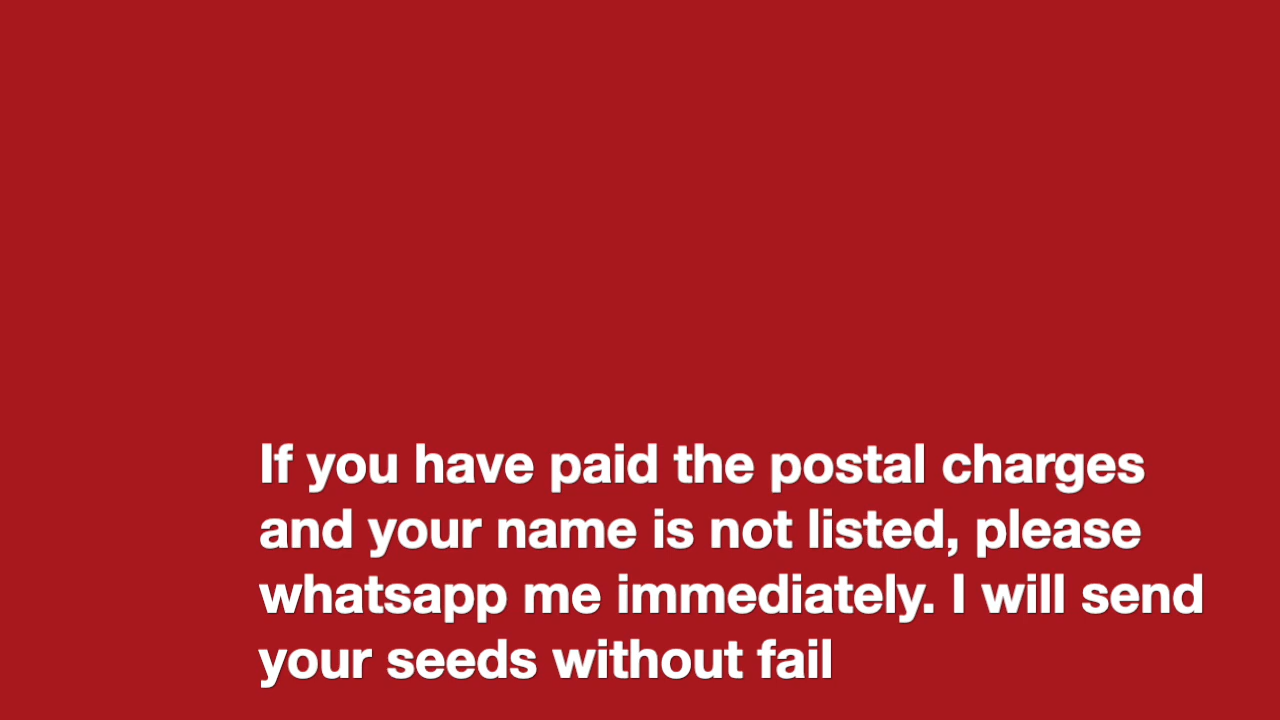 If you have paid the postal charges
and your name is not listed, please
whatsapp me immediately. I will send
your seeds without fail